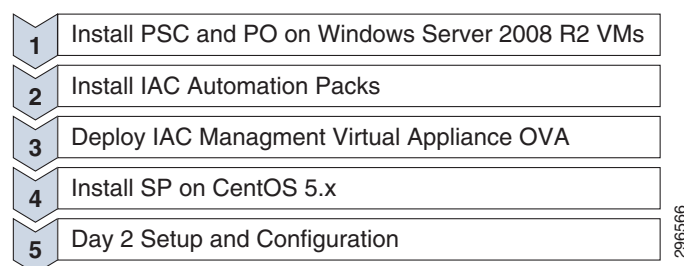 1 Install PSC and PO on Windows Server 2008 R2 VMs
2 Install IAC Automation Packs
3 Deploy IAC Managment Virtual Appliance OVA
4 Install SP on CentOS 5.x
5 Day 2 Setup and Configuration
296566